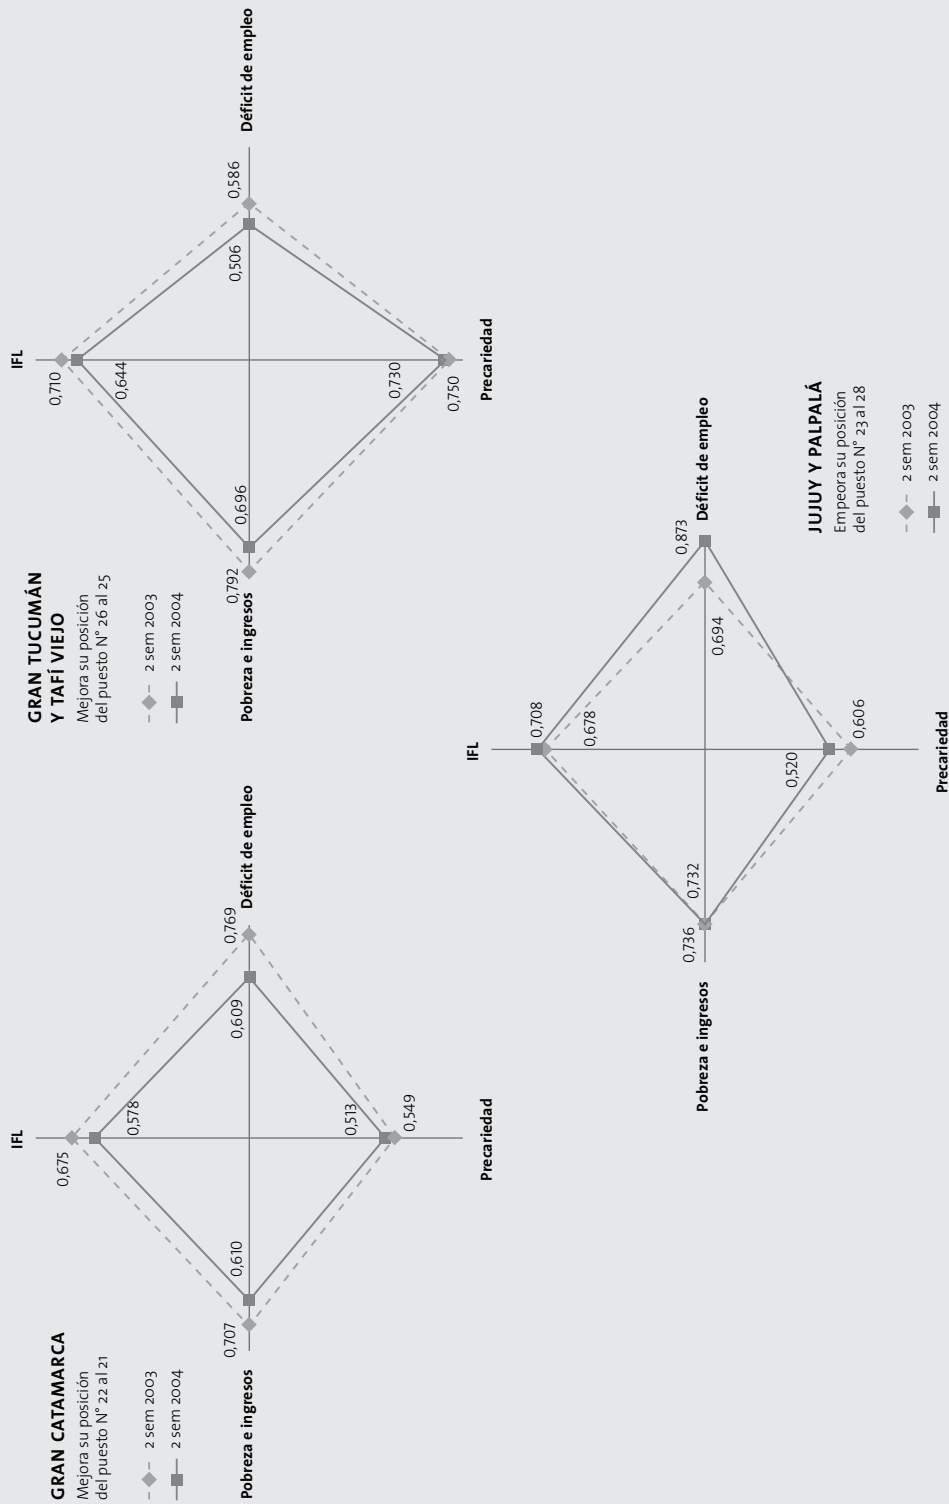 GRAN CATAMARCA
Mejora su posición
del puesto N° 22 al 21
2 sem 2003
2 sem 2004
IFL
0,675
0,578
Pobreza e ingresos
0,707
0,610
0,609
0,769
Déficit de empleo
0,513
0,549
Precariedad
GRAN TUCUMÁN
Y TAFÍ VIEJO
Mejora su posición
del puesto N° 26 al 25
2 sem 2003
2 sem 2004
IFL
0,710
0,644
Pobreza e ingresos
0,792
0,696
0,506
0,586
Déficit de empleo
0,730
0,750
Precariedad
IFL
0,708
0,678
Pobreza e ingresos
0,736
0,732
0,694
0,873
Déficit de empleo
0,520
0,606
Precariedad
JUJUY Y PALPALÁ
Empeora su posición
del puesto N° 23 al 28
2 sem 2003
2 sem 2004